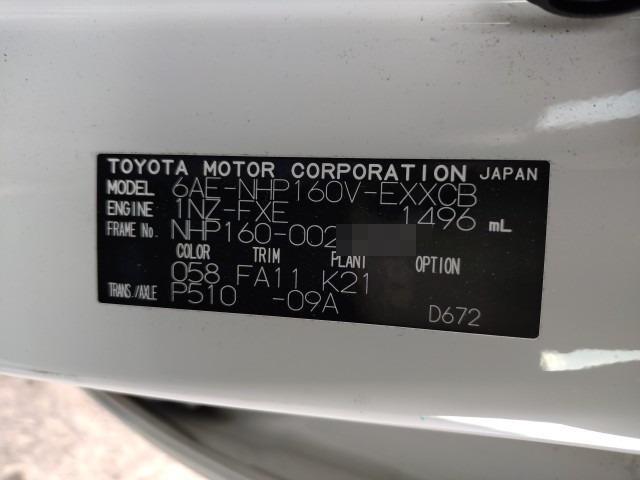 TOYOTA MOTOR CORPORATION JAPAN
MODEL 6AE-NHP160V-EXXCB
ENGINE 1NZ-FXE 1496 mL
FRAME No. NHP160-002
COLOR TRIM PLANT OPTION
058 FA11 K21
TRANS./AXLE P510 -09A D672